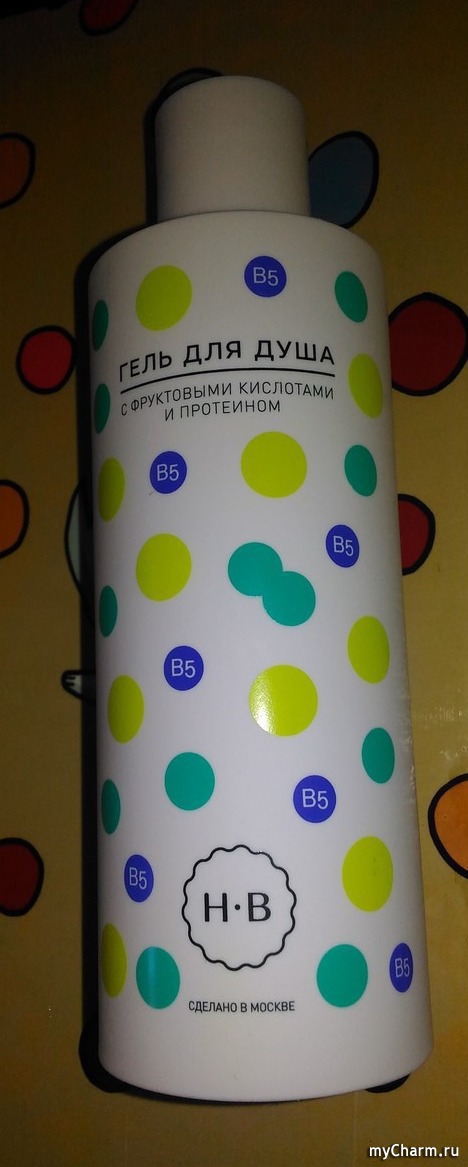 B5
ГЕЛЬ ДЛЯ ДУША
С ФРУКТОВЫМИ КИСЛОТАМИ
И ПРОТЕИНОМ
B5
B5
B5
B5
B5
H·B
B5
СДЕЛАНО В МОСКВЕ
myCharm.ru